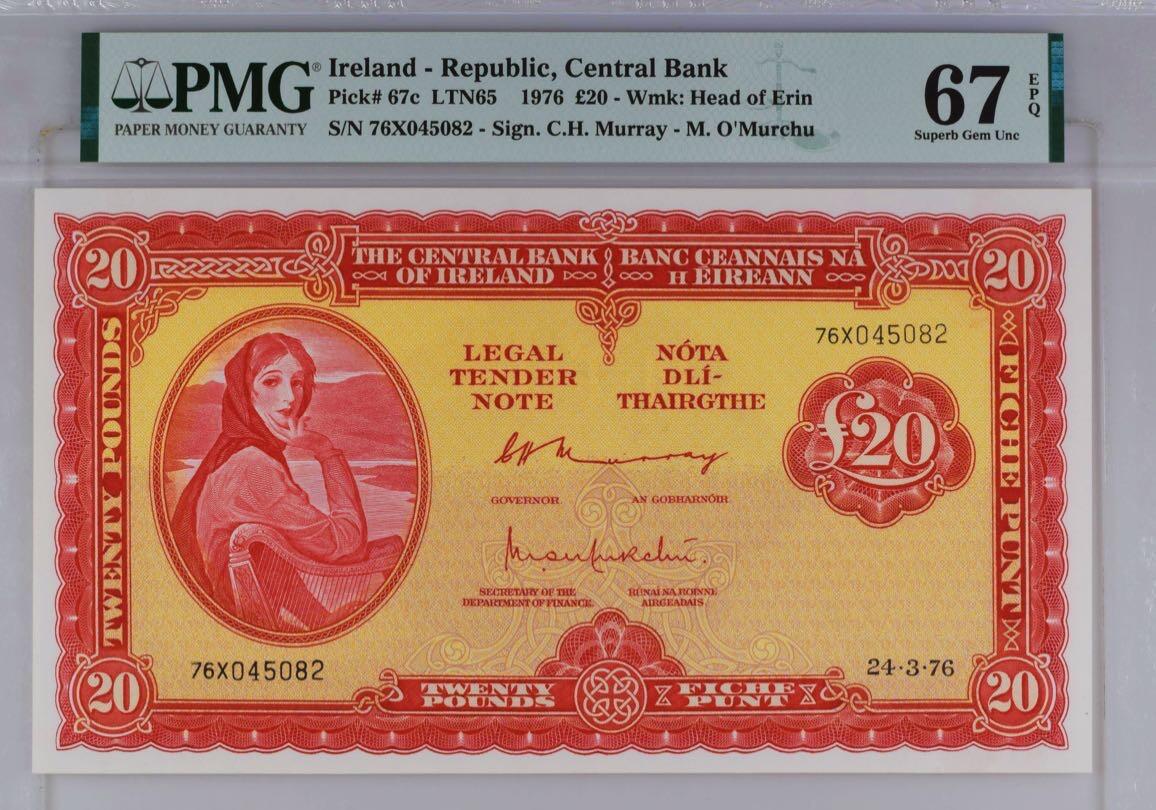 PMG®
PAPER MONEY GUARANTY
Ireland - Republic, Central Bank
Pick# 67c LTN65 1976 £20 - Wmk: Head of Erin
S/N 76X045082 - Sign. C.H. Murray - M. O'Murchu
67
EPQ
Superb Gem Unc
20
THE CENTRAL BANK
OF IRELAND
BANC CEANNAIS NA
H EIREANN
20
76X045082
TWENTY POUNDS
LEGAL
TENDER
NOTE
NÓTA
DLÍ-
THAIRGTHE
£20
FICHE PUNT
CH Murray
GOVERNOR
AN GOBHARNÓIR
SECRETARY OF THE
DEPARTMENT OF FINANCE.
RÚNAÍ NA ROINNE
AIRGEADAIS
76X045082
24·3·76
20
TWENTY
POUNDS
FICHE
PUNT
20